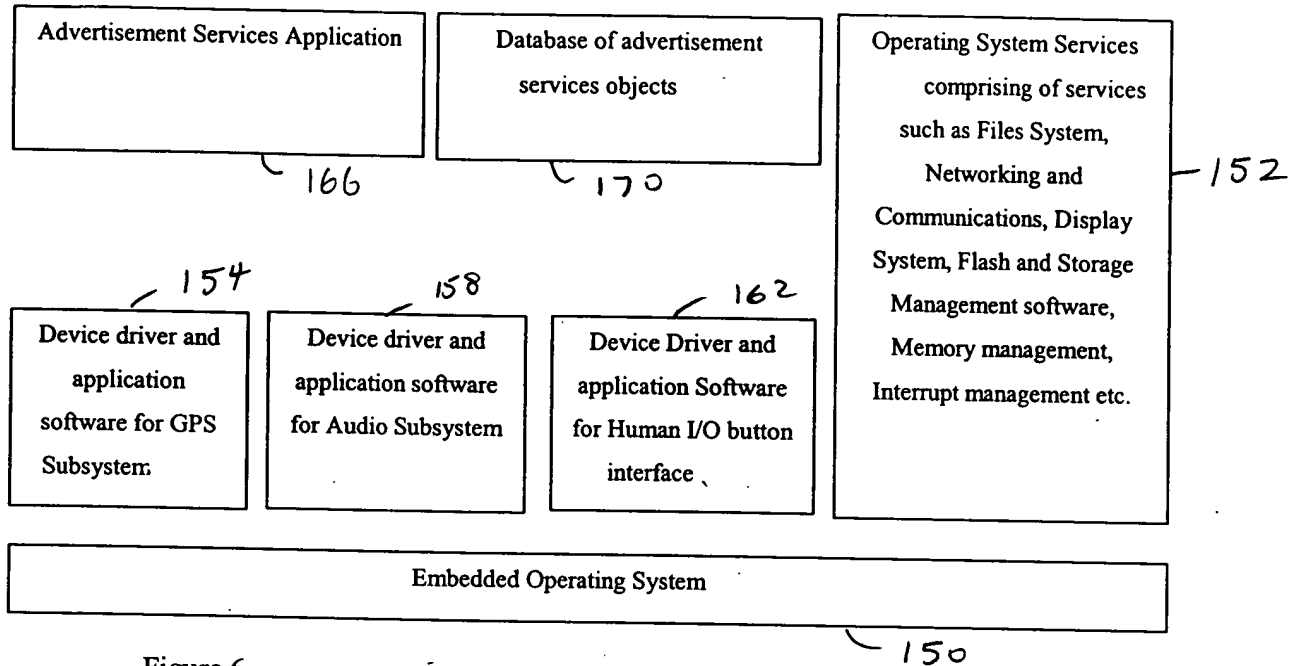 Advertisement Services Application
166
Database of advertisement
services objects
170
Operating System Services
comprising of services
such as Files System,
Networking and
Communications, Display
System, Flash and Storage
Management software,
Memory management,
Interrupt management etc.
152
154
Device driver and
application
software for GPS
Subsystem
158
Device driver and
application software
for Audio Subsystem
162
Device Driver and
application Software
for Human I/O button
interface
Embedded Operating System
150
Figure 6